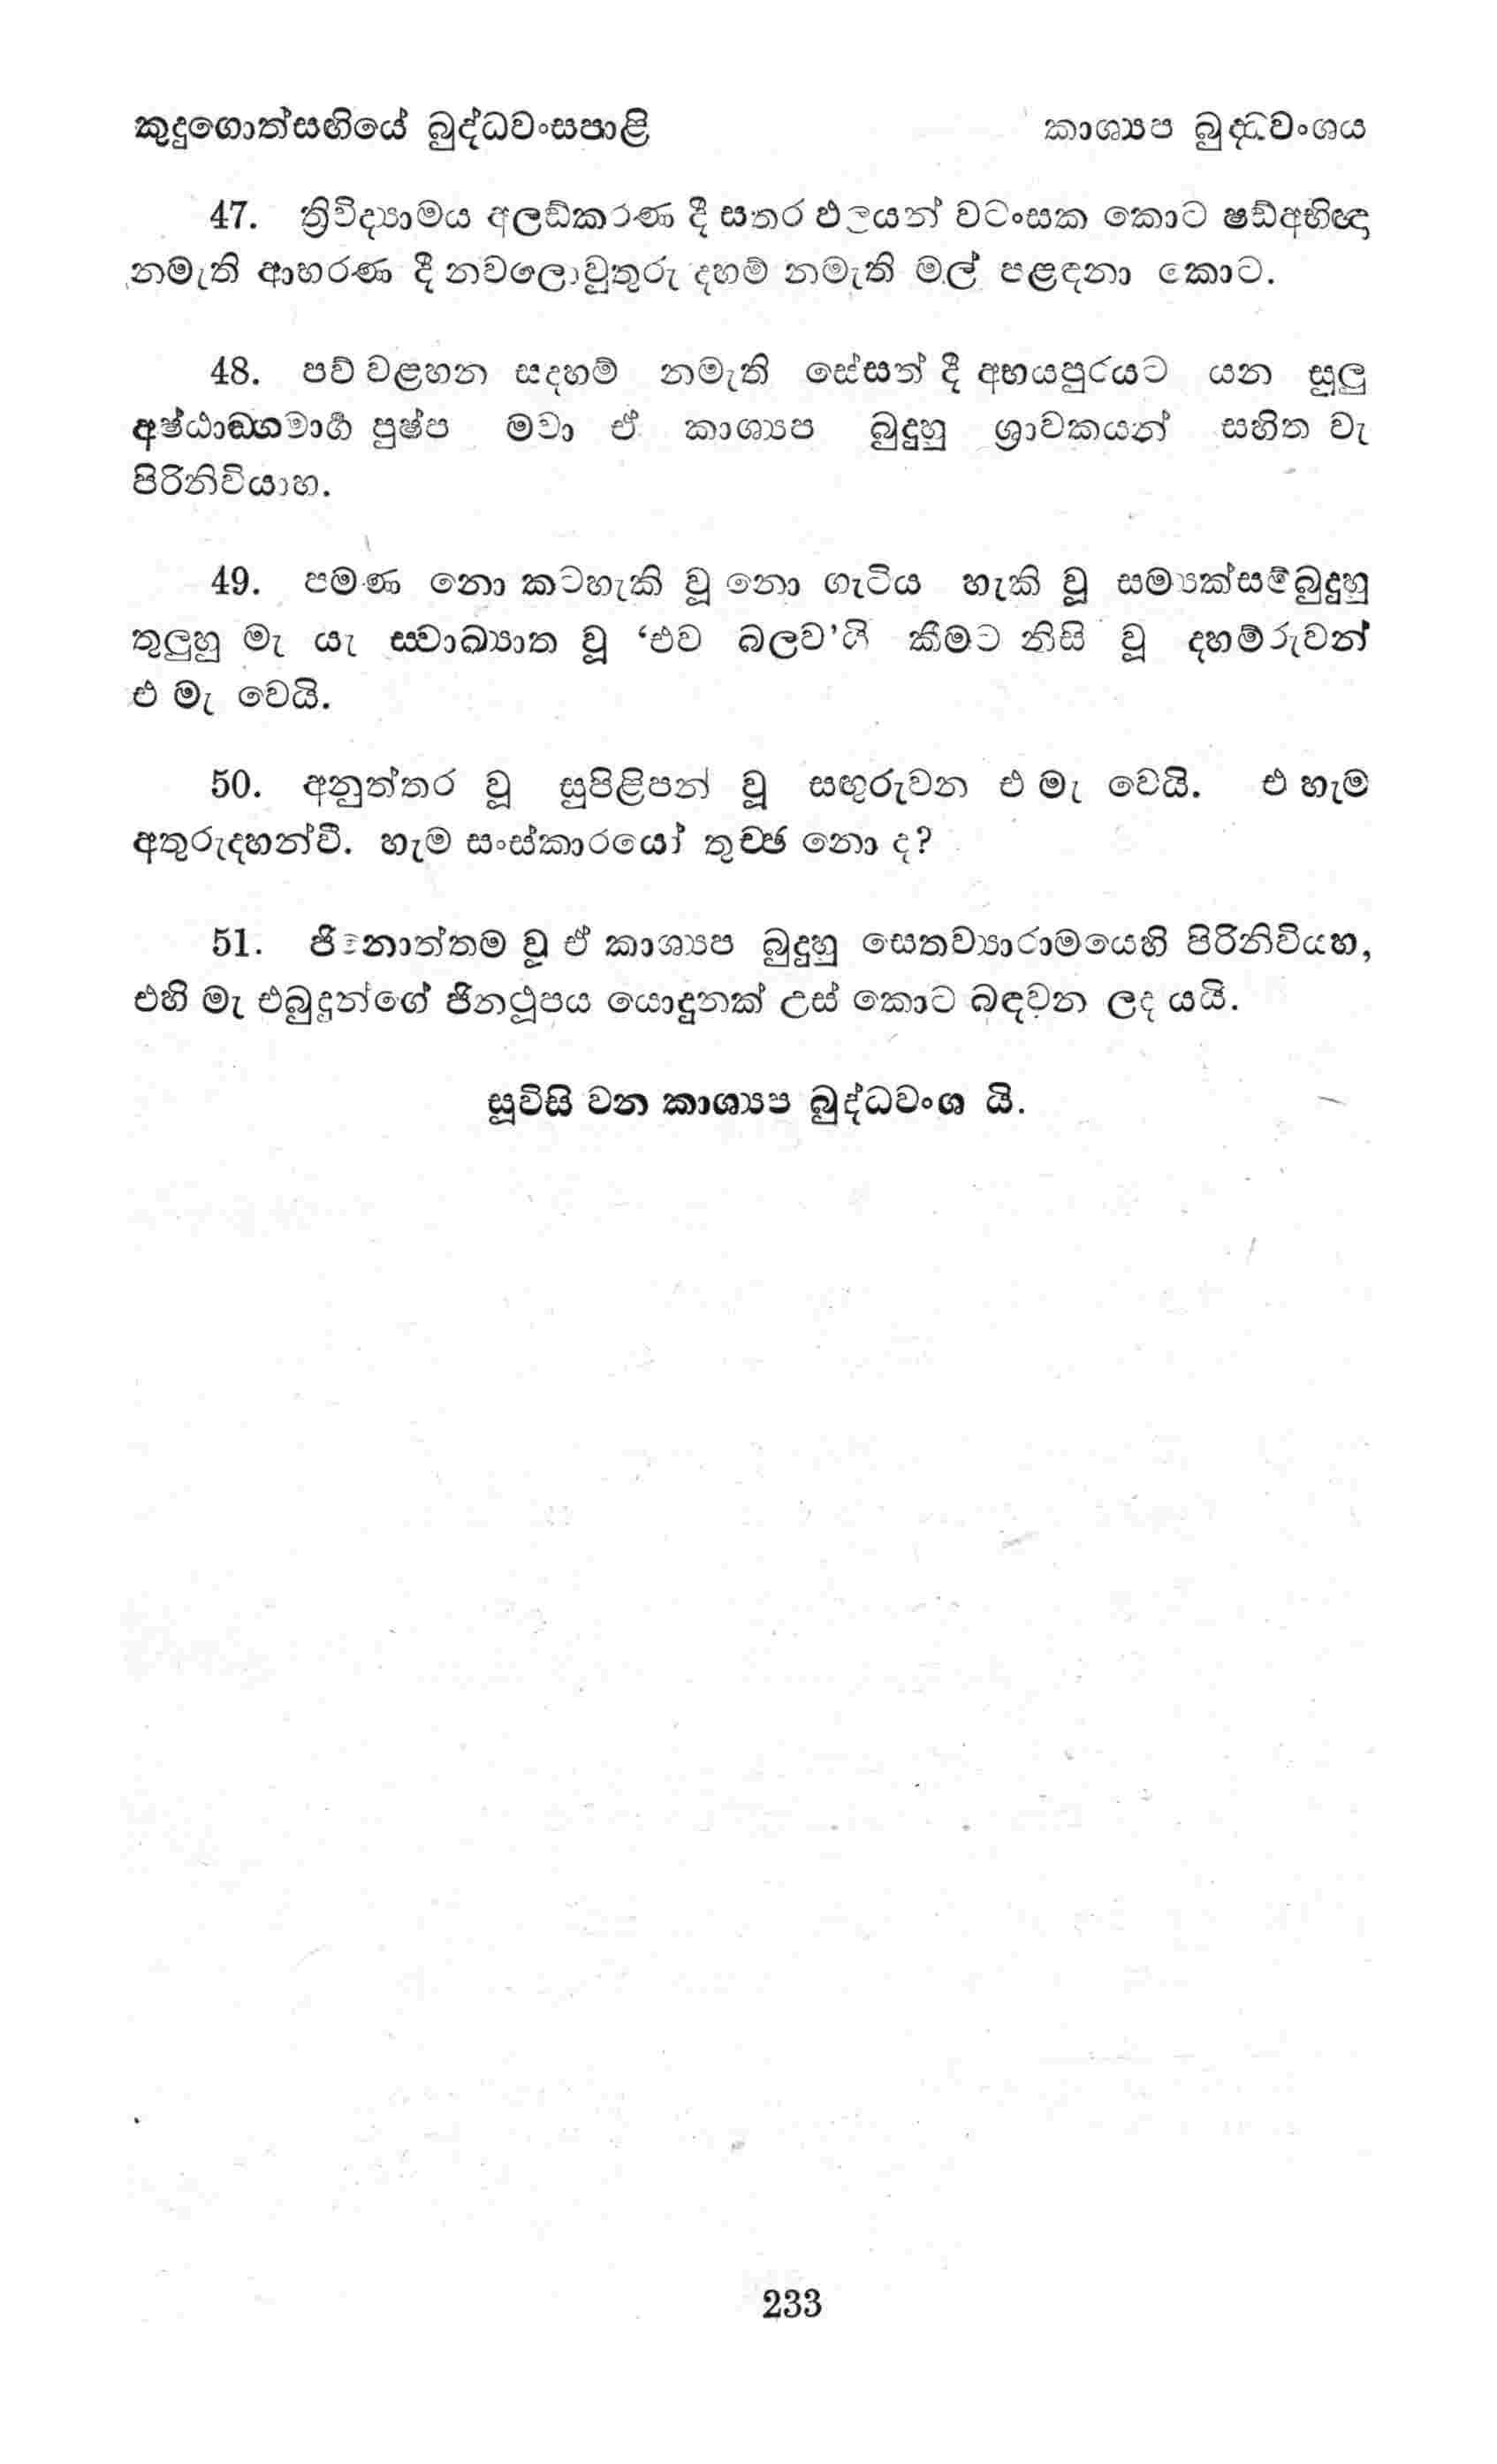 කුදුගොත්සඟියේ බුද්ධවංසපාළි
කාශ්‍යප බුද්‍ධවංශය
47. ත්‍රිවිද්‍යාමය අලඞ්කාරණ දී සතර ඵලයන් වටංසක කොට ෂඩ්අභිඥා
නමැති ආභරණ දී නවලොවුතුරු දහම් නමැති මල් පළඳනා කොට.
48. පව් වළහන සදහම් නමැති සේසත් දී අභයපුරයට යන සුලු
අෂ්ඨාඞ්ගමාර්‍ග පුෂ්ප මවා ඒ කාශ්‍යප බුදුහු ශ්‍රාවකයන් සහිත වැ
පිරිනිවියාහ.
49. පමණ නො කටහැකි වූ නො ගැටිය හැකි වූ සම්‍යක්සම්බුදුහු
තුලුහු මැ යැ ස්වාඛ්‍යාත වූ ‘එව බලව’යි කීමට නිසි වූ දහම්රුවන්
එ මැ වෙයි.
50. අනුත්තර වූ සුපිළිපන් වූ සඟුරුවන එ මැ වෙයි. එ හැම
අතුරුදහන්වී. හැම සංස්කාරයෝ තුච්ඡ නො ද?
51. ජිනොත්තම වූ ඒ කාශ්‍යප බුදුහු සෙතව්‍යාරාමයෙහි පිරිනිවියහ,
එහි මැ එබුදුන්ගේ ජිනථූපය යොදුනක් උස් කොට බඳවන ලද යයි.
සූවිසි වන කාශ්‍යප බුද්ධවංශ යි.
233